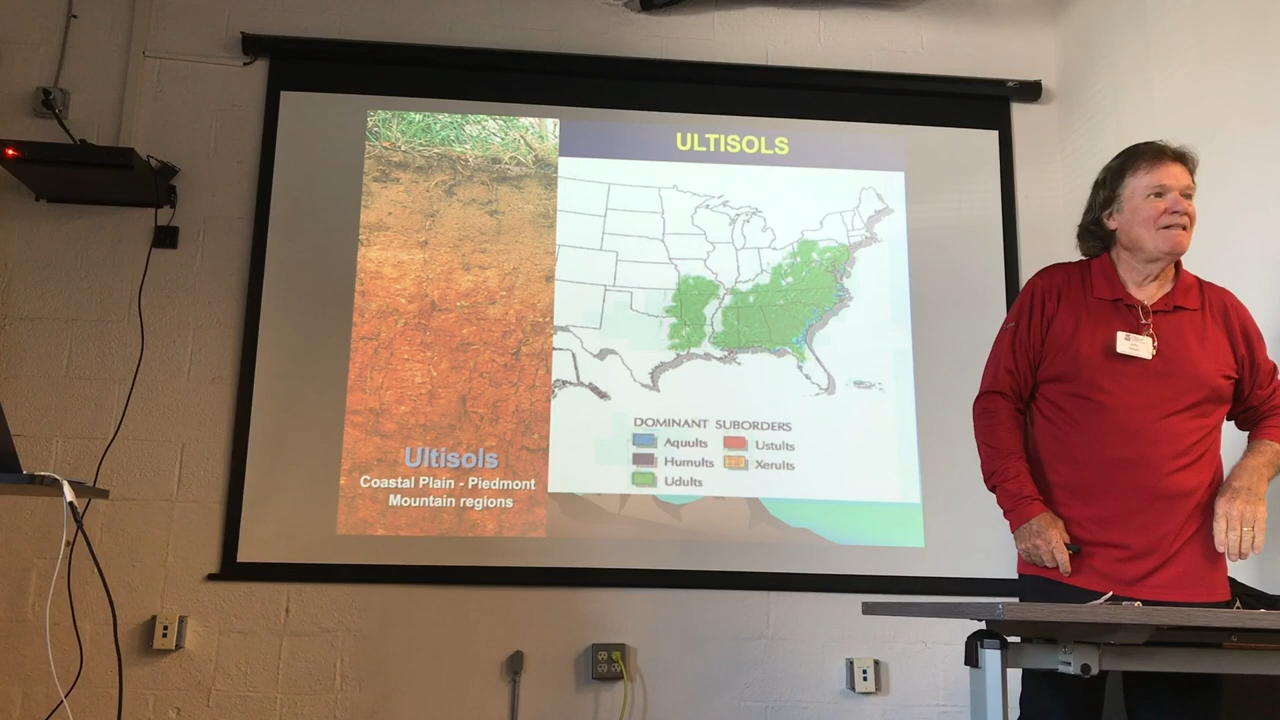 ULTISOLS
Ultisols
Coastal Plain - Piedmont
Mountain regions
DOMINANT SUBORDERS
Aquults
Humults
Udults
Ustults
Xerults